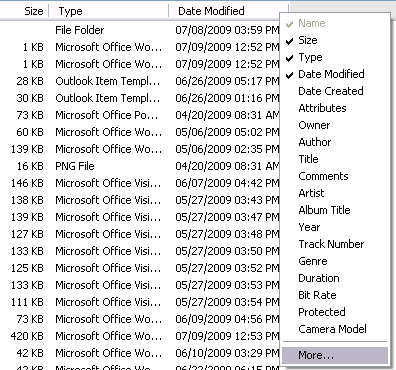 Size Type Date Modified
File Folder 07/08/2009 03:59 PM
1 KB Microsoft Office Wo... 07/09/2009 12:52 PM
1 KB Microsoft Office Wo... 07/09/2009 12:52 PM
28 KB Outlook Item Templ... 06/26/2009 05:17 PM
30 KB Outlook Item Templ... 06/26/2009 01:16 PM
73 KB Microsoft Office Po... 04/20/2009 08:31 AM
60 KB Microsoft Office Wo... 05/06/2009 05:02 PM
139 KB Microsoft Office Wo... 05/06/2009 02:35 PM
16 KB PNG File 04/20/2009 08:31 AM
146 KB Microsoft Office Visi... 07/06/2009 04:42 PM
138 KB Microsoft Office Visi... 05/27/2009 03:43 PM
139 KB Microsoft Office Visi... 05/27/2009 03:47 PM
127 KB Microsoft Office Visi... 05/27/2009 03:48 PM
133 KB Microsoft Office Visi... 05/27/2009 03:50 PM
125 KB Microsoft Office Visi... 05/27/2009 03:52 PM
133 KB Microsoft Office Visi... 05/27/2009 03:53 PM
111 KB Microsoft Office Visi... 05/27/2009 03:54 PM
73 KB Microsoft Office Wo... 06/09/2009 04:56 PM
420 KB Microsoft Office Wo... 07/09/2009 12:53 PM
42 KB Microsoft Office Wo... 06/10/2009 03:29 PM
42 KB Microsoft Office Wo... 06/22/2009 06:15 PM
Name
Size
Type
Date Modified
Date Created
Attributes
Owner
Author
Title
Comments
Artist
Album Title
Year
Track Number
Genre
Duration
Bit Rate
Protected
Camera Model
More...